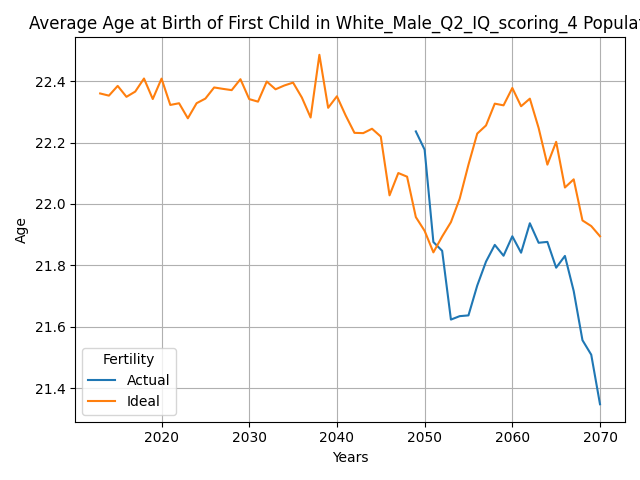 Average Age at Birth of First Child in White_Male_Q2_IQ_scoring_4 Populat
22.4
22.2
22.0
21.8
21.6
21.4
Age
Fertility
Actual
Ideal
2020 2030 2040 2050 2060 2070
Years